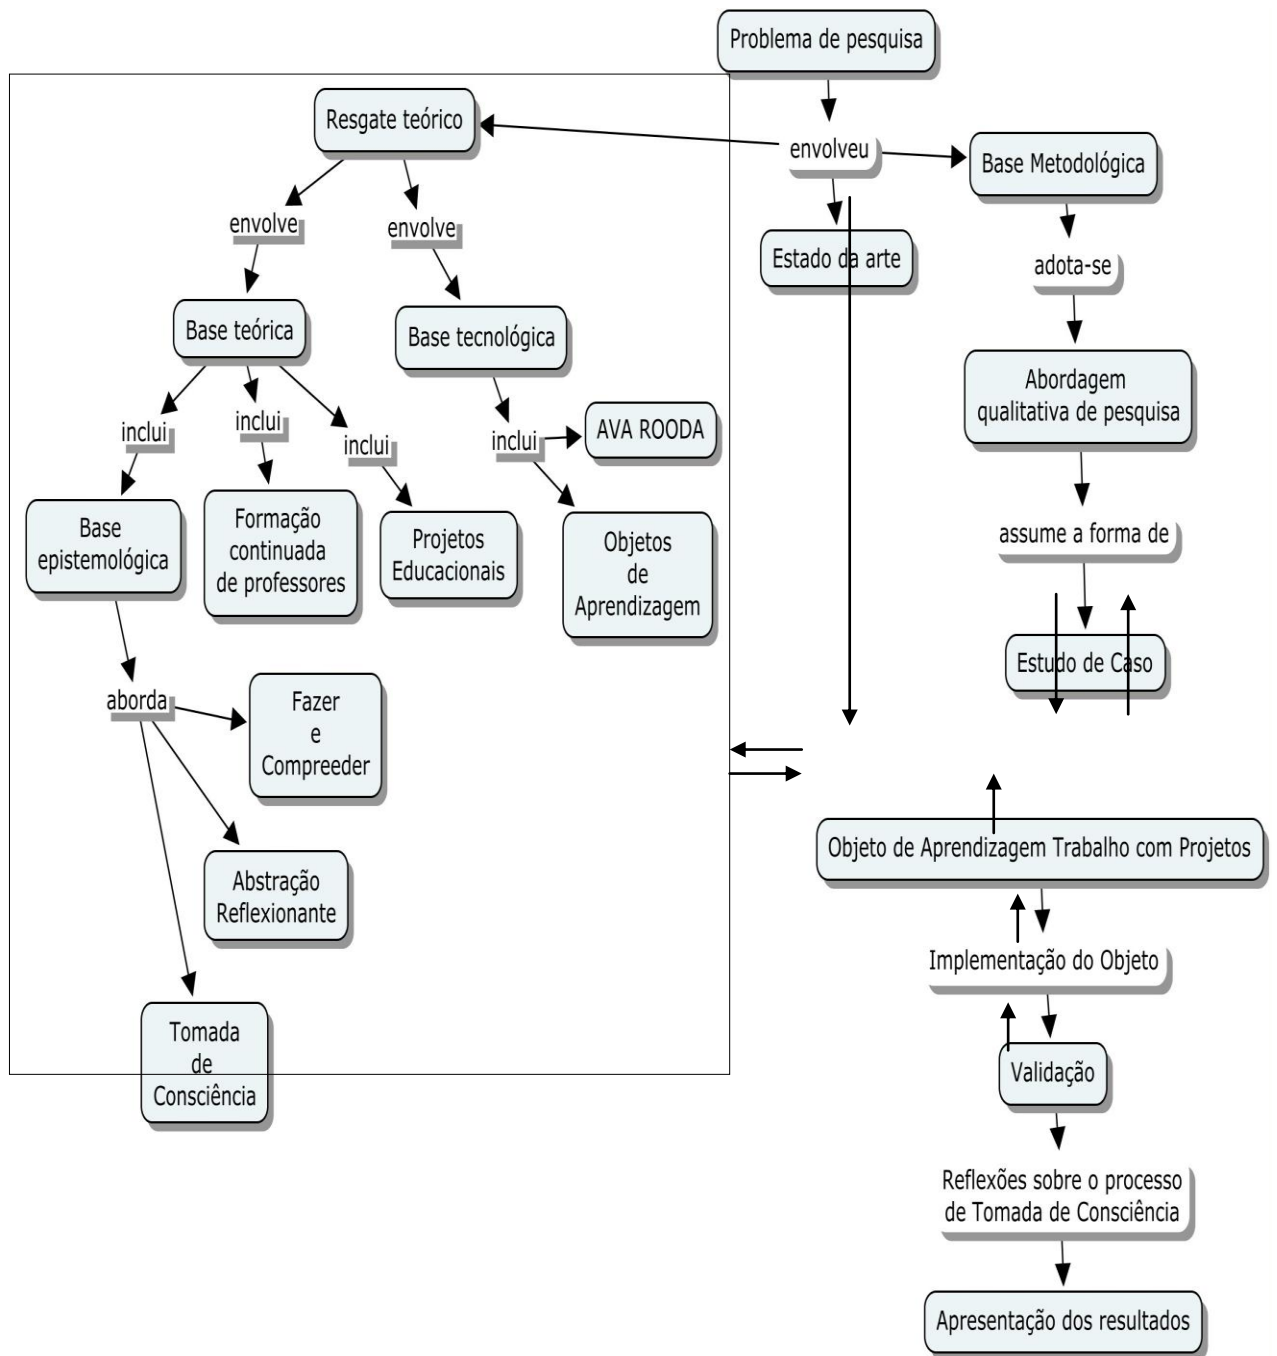 Problema de pesquisa
Resgate teórico
envolveu
Base Metodológica
envolve
envolve
Estado da arte
adota-se
Base teórica
Base tecnológica
Abordagem
qualitativa de pesquisa
inclui
inclui
inclui
inclui
AVA ROODA
assume a forma de
Base
epistemológica
Formação
continuada
de professores
Projetos
Educacionais
Objetos
de
Aprendizagem
Estudo de Caso
aborda
Fazer
e
Compreeder
Objeto de Aprendizagem Trabalho com Projetos
Abstração
Reflexionante
Implementação do Objeto
Tomada
de
Consciência
Validação
Reflexões sobre o processo
de Tomada de Consciência
Apresentação dos resultados